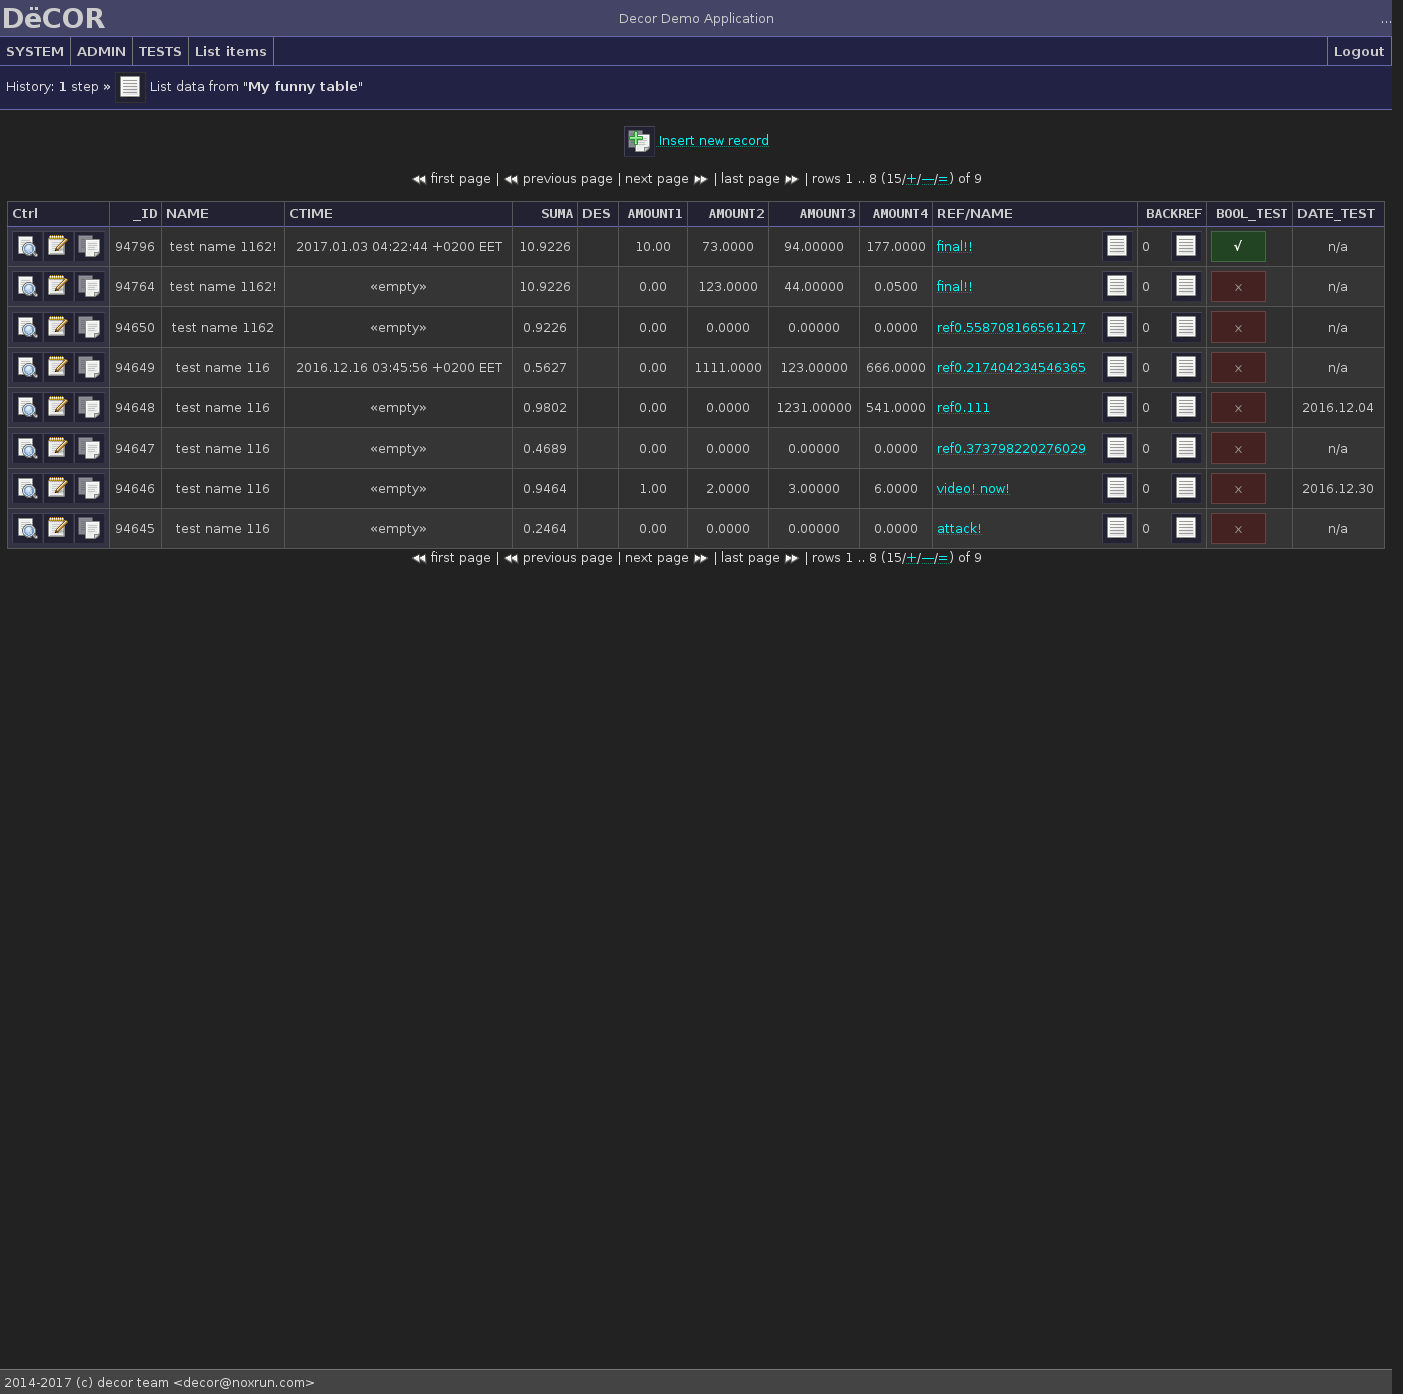 DëCOR Decor Demo Application ...
SYSTEM ADMIN TESTS List items Logout
History: 1 step » List data from "My funny table"
Insert new record
first page | previous page | next page | last page | rows 1 .. 8 (15/+/—/=) of 9
Ctrl _ID NAME CTIME SUMA DES AMOUNT1 AMOUNT2 AMOUNT3 AMOUNT4 REF/NAME BACKREF BOOL_TEST DATE_TEST
94796 test name 1162! 2017.01.03 04:22:44 +0200 EET 10.9226 10.00 73.0000 94.00000 177.0000 final!! 0 √ n/a
94764 test name 1162! «empty» 10.9226 0.00 123.0000 44.00000 0.0500 final!! 0 x n/a
94650 test name 1162 «empty» 0.9226 0.00 0.0000 0.00000 0.0000 ref0.558708166561217 0 x n/a
94649 test name 116 2016.12.16 03:45:56 +0200 EET 0.5627 0.00 1111.0000 123.00000 666.0000 ref0.217404234546365 0 x n/a
94648 test name 116 «empty» 0.9802 0.00 0.0000 1231.00000 541.0000 ref0.111 0 x 2016.12.04
94647 test name 116 «empty» 0.4689 0.00 0.0000 0.00000 0.0000 ref0.373798220276029 0 x n/a
94646 test name 116 «empty» 0.9464 1.00 2.0000 3.00000 6.0000 video! now! 0 x 2016.12.30
94645 test name 116 «empty» 0.2464 0.00 0.0000 0.00000 0.0000 attack! 0 x n/a
first page | previous page | next page | last page | rows 1 .. 8 (15/+/—/=) of 9
2014-2017 (c) decor team <decor@noxrun.com>